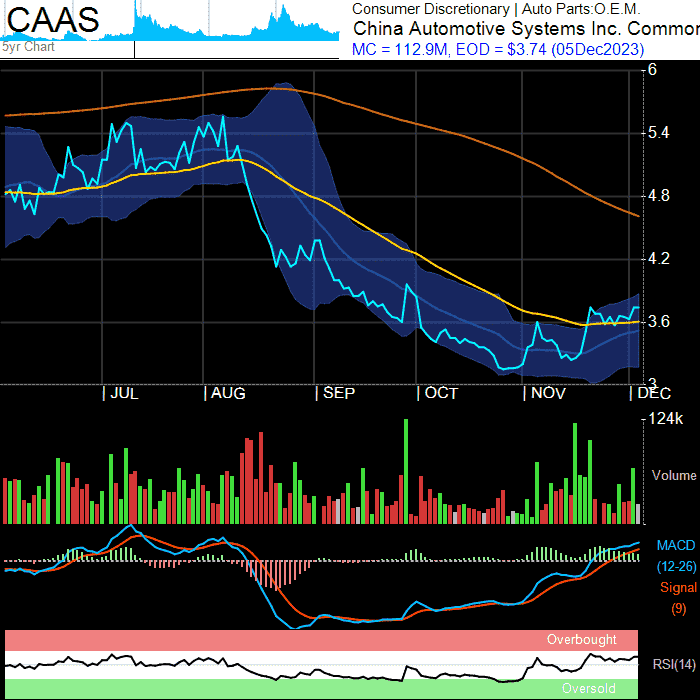 CAAS
5yr Chart
Consumer Discretionary | Auto Parts:O.E.M.
China Automotive Systems Inc. Common
MC = 112.9M, EOD = $3.74 (05Dec2023)
6
5.4
4.8
4.2
3.6
3
JUL AUG SEP OCT NOV DEC
124k
Volume
MACD
(12-26)
Signal
(9)
Overbought
RSI(14)
Oversold